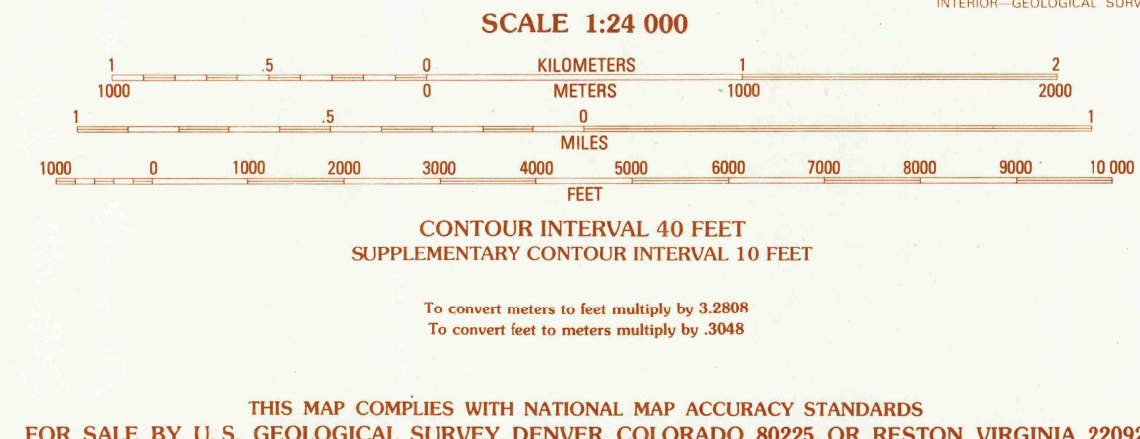 INTERIOR—GEOLOGICAL
SCALE 1:24 000
1 .5 0 KILOMETERS 1 2
1000 0 METERS 1000 2000
1 .5 0 1
MILES
1000 0 1000 2000 3000 4000 5000 6000 7000 8000 9000 10 000
FEET
CONTOUR INTERVAL 40 FEET
SUPPLEMENTARY CONTOUR INTERVAL 10 FEET
To convert meters to feet multiply by 3.2808
To convert feet to meters multiply by .3048
THIS MAP COMPLIES WITH NATIONAL MAP ACCURACY STANDARDS
FOR SALE BY U. S. GEOLOGICAL SURVEY DENVER COLORADO 80225 OR RESTON VIRGINIA